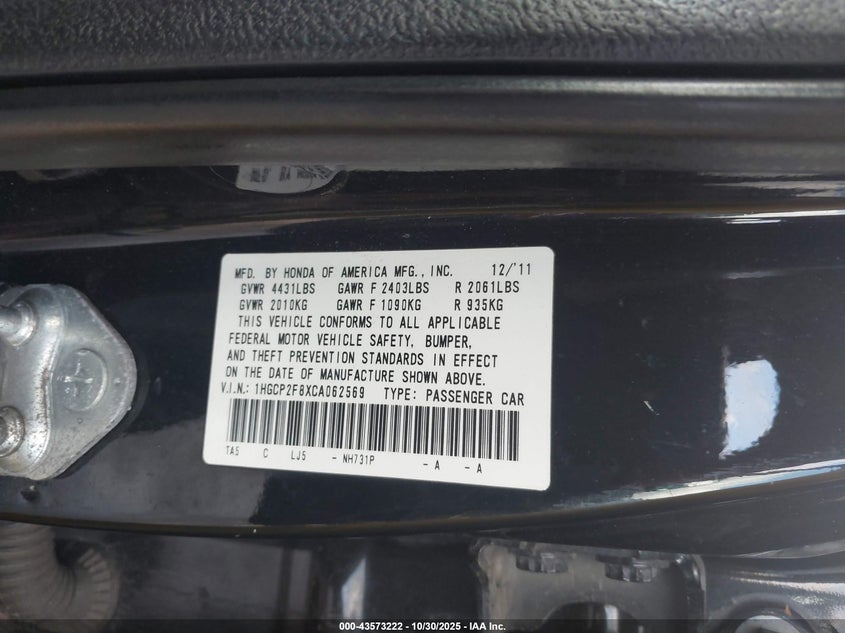 MFD. BY HONDA OF AMERICA MFG., INC. 12/'11
GVWR 4431LBS GAWR F 2403LBS R 2061LBS
GVWR 2010KG GAWR F 1090KG R 935KG
THIS VEHICLE CONFORMS TO ALL APPLICABLE
FEDERAL MOTOR VEHICLE SAFETY, BUMPER,
AND THEFT PREVENTION STANDARDS IN EFFECT
ON THE DATE OF MANUFACTURE SHOWN ABOVE.
V.I.N.: 1HGCP2F8XCA062569 TYPE: PASSENGER CAR
TA5 C LJ5 - NH731P - A - A
000-43573222 | 10/30/2025 | IAA Inc.